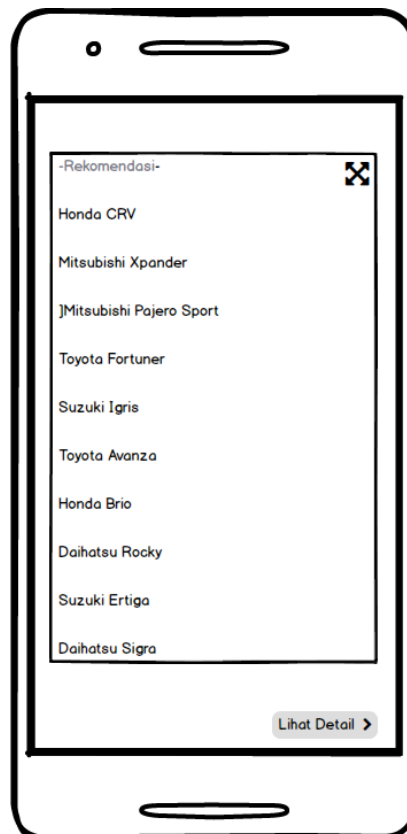 -Rekomendasi-
Honda CRV
Mitsubishi Xpander
]Mitsubishi Pajero Sport
Toyota Fortuner
Suzuki Igris
Toyota Avanza
Honda Brio
Daihatsu Rocky
Suzuki Ertiga
Daihatsu Sigra
Lihat Detail